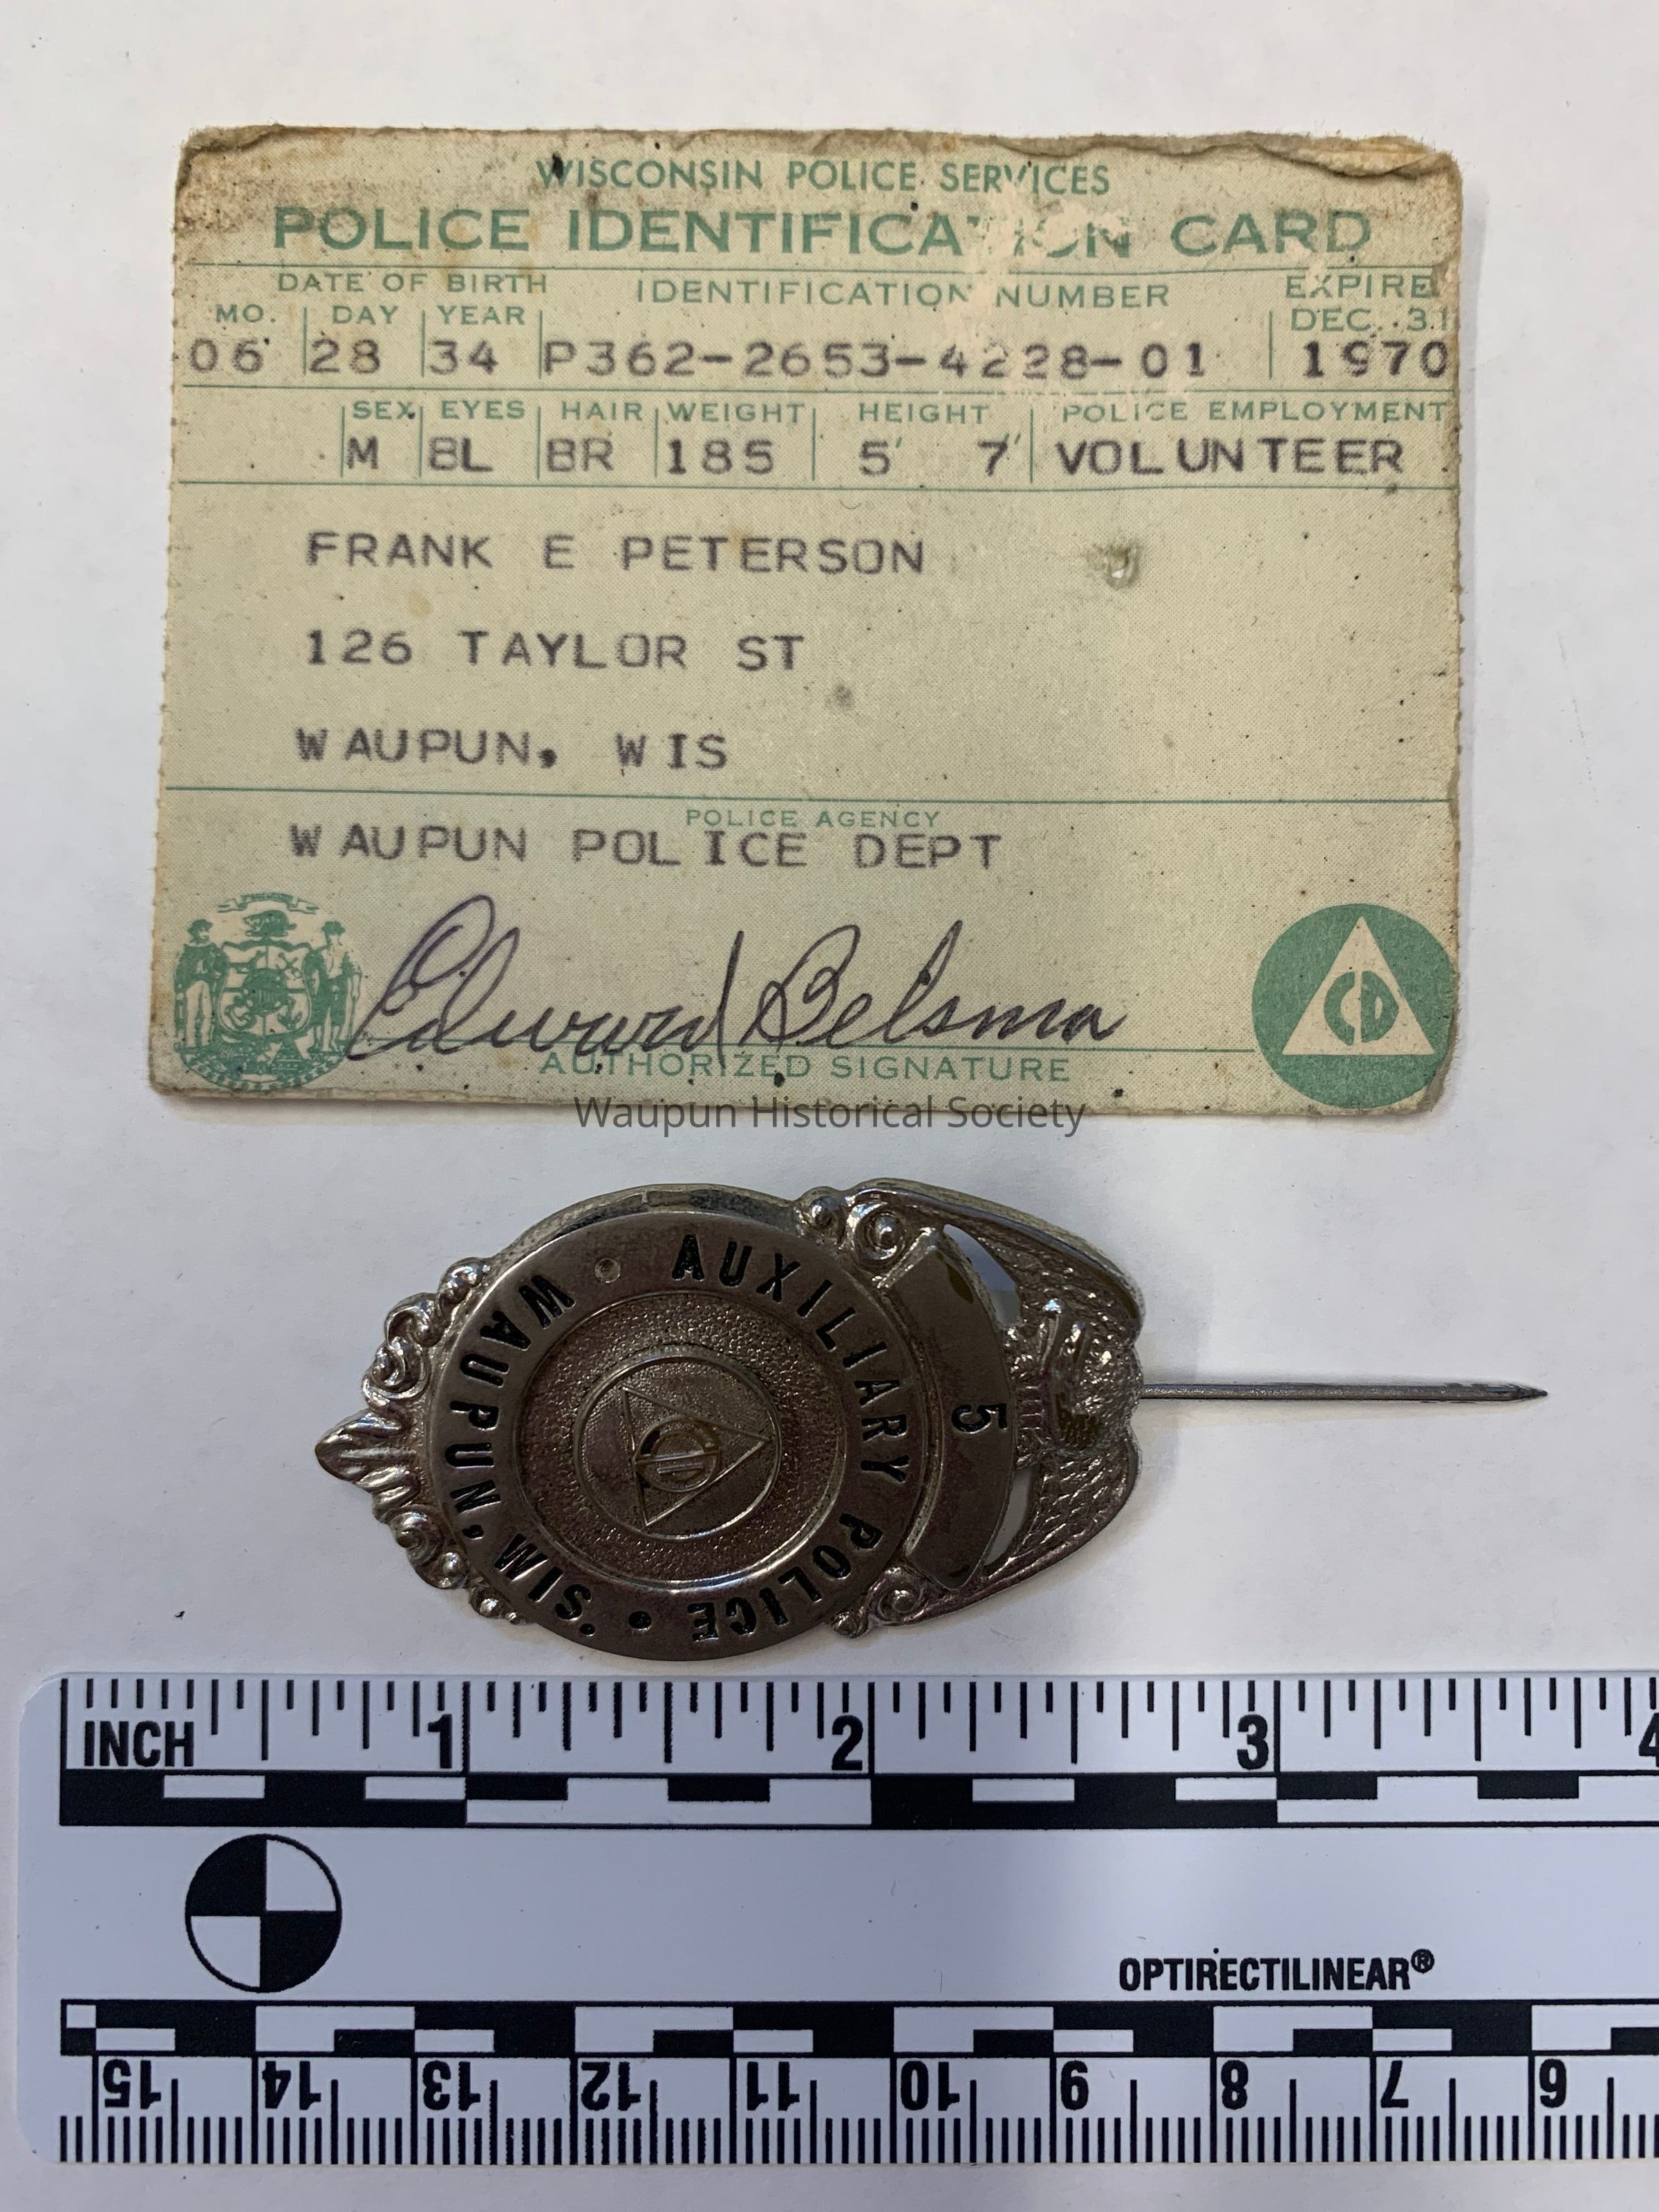 WISCONSIN POLICE SERVICES
POLICE IDENTIFICATION CARD
DATE OF BIRTH IDENTIFICATION NUMBER EXPIRE
MO. DAY YEAR DEC. 31
06 28 34 P362-2653-4228-01 1970
SEX EYES HAIR WEIGHT HEIGHT POLICE EMPLOYMENT
M BL BR 185 5' 7' VOLUNTEER
FRANK E PETERSON
126 TAYLOR ST
WAUPUN, WIS
POLICE AGENCY
WAUPUN POLICE DEPT
Edward Belsma
CD
AUTHORIZED SIGNATURE
Waupun Historical Society
5
AUXILIARY POLICE
WAUPUN, WIS.
CD
INCH 1 2 3 4
OPTIRECTILINEAR®
15 14 13 12 11 10 9 8 7 6